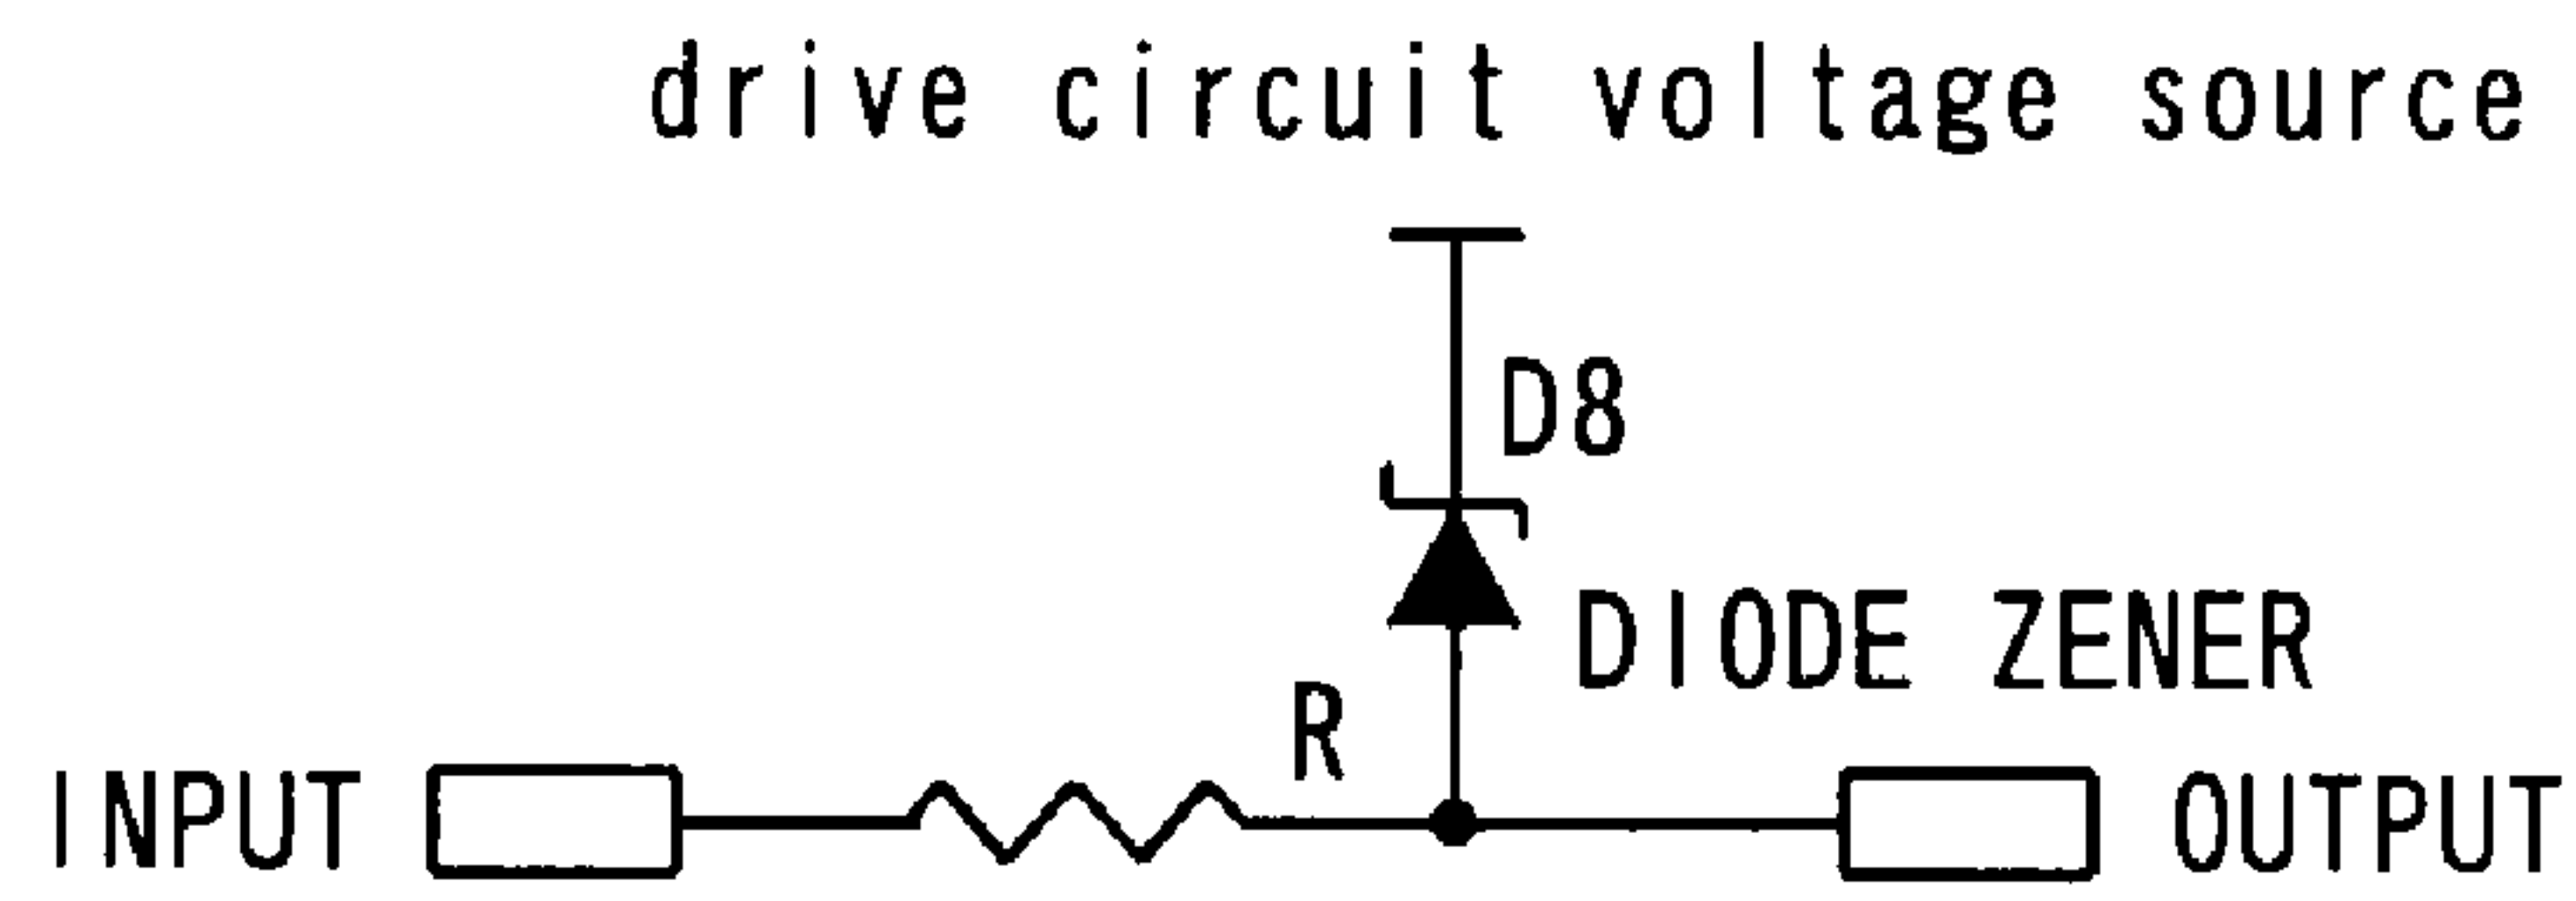 drive circuit voltage source
D8
DIODE ZENER
R
INPUT
OUTPUT